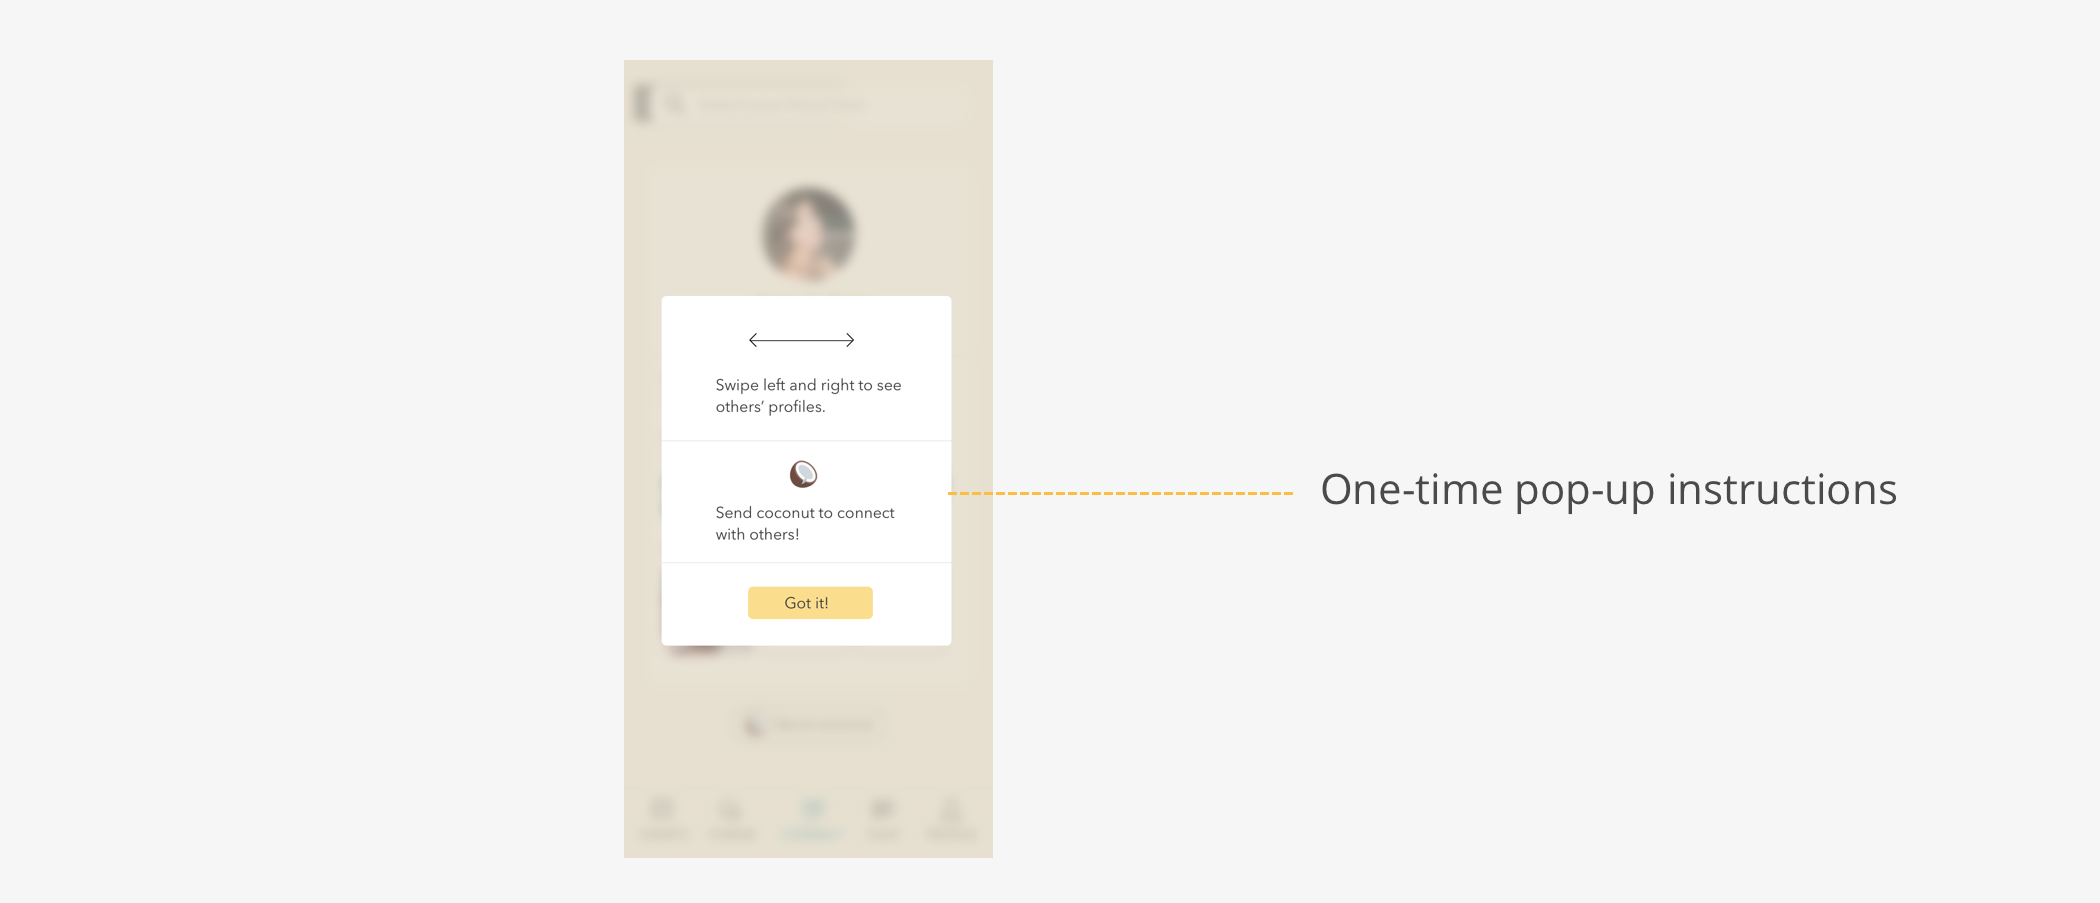 Swipe left and right to see
others’ profiles.
Send coconut to connect
with others!
Got it!
One-time pop-up instructions